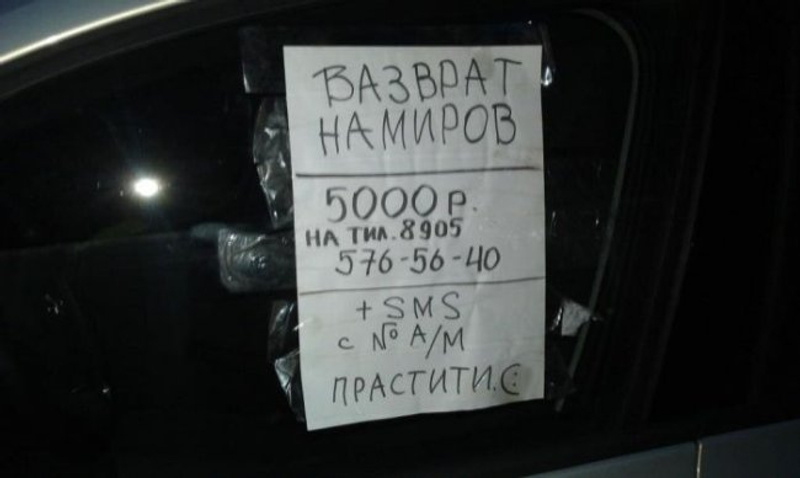 ВАЗВРАТ
НАМИРОВ
5000 р.
НА ТИЛ. 8905
576-56-40
+ SMS
с № А/М
ПРАСТИТИ. (: